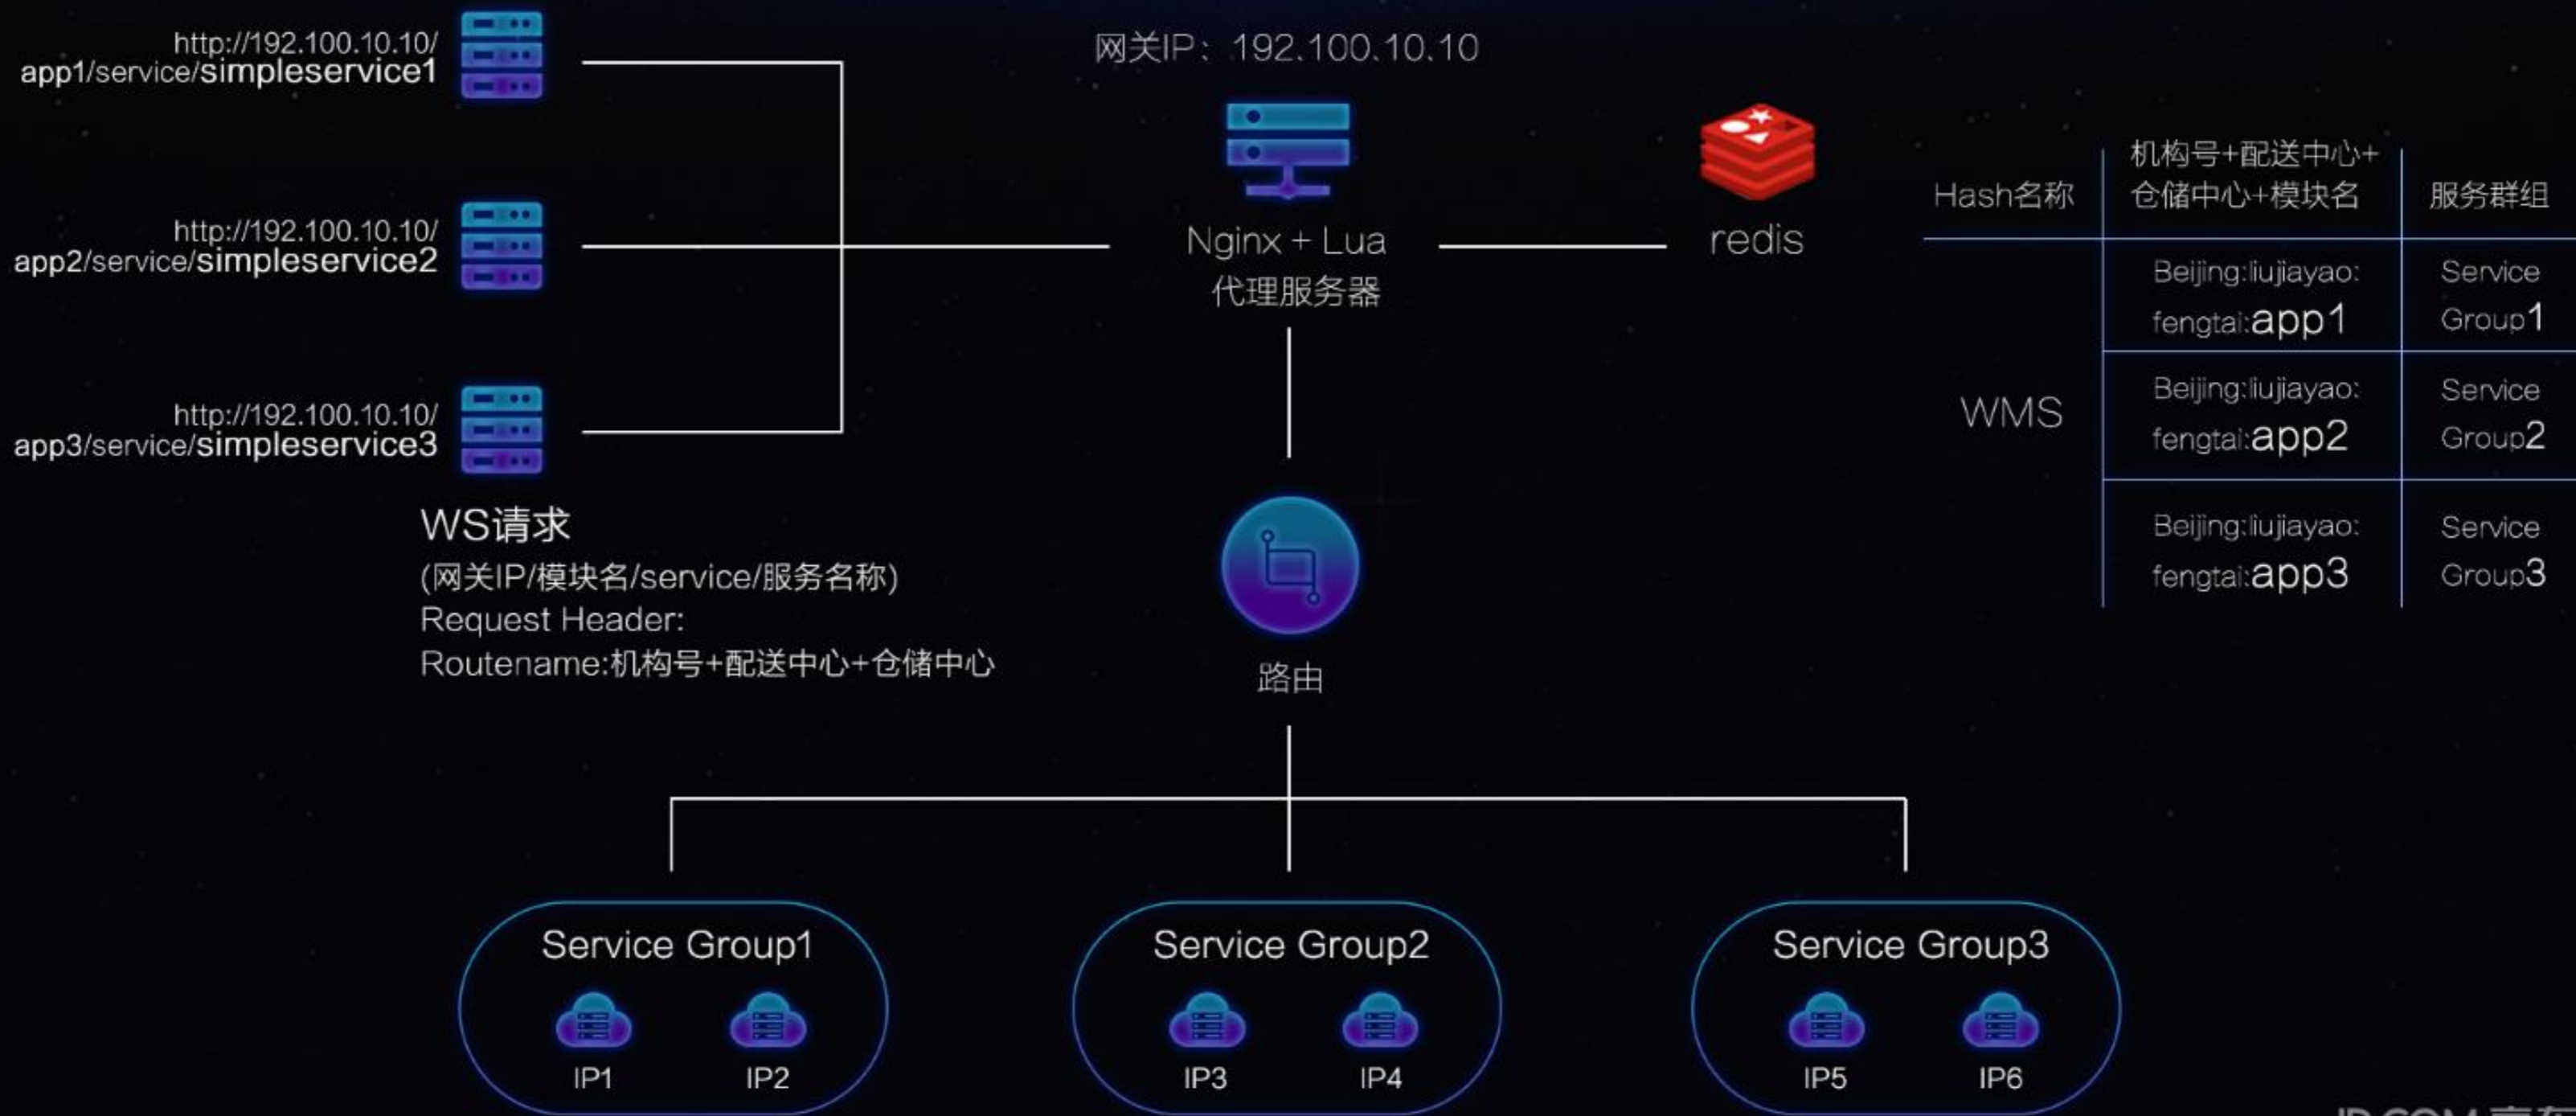 http://192.100.10.10/
app1/service/simpleservice1
http://192.100.10.10/
app2/service/simpleservice2
http://192.100.10.10/
app3/service/simpleservice3
WS请求
(网关IP/模块名/service/服务名称)
Request Header:
Routename:机构号+配送中心+仓储中心
网关IP：192.100.10.10
Nginx + Lua
代理服务器
redis
路由
Hash名称
机构号+配送中心+
仓储中心+模块名
服务群组
WMS
Beijing:liujiayao:
fengtai:app1
Service
Group1
Beijing:liujiayao:
fengtai:app2
Service
Group2
Beijing:liujiayao:
fengtai:app3
Service
Group3
Service Group1
IP1
IP2
Service Group2
IP3
IP4
Service Group3
IP5
IP6